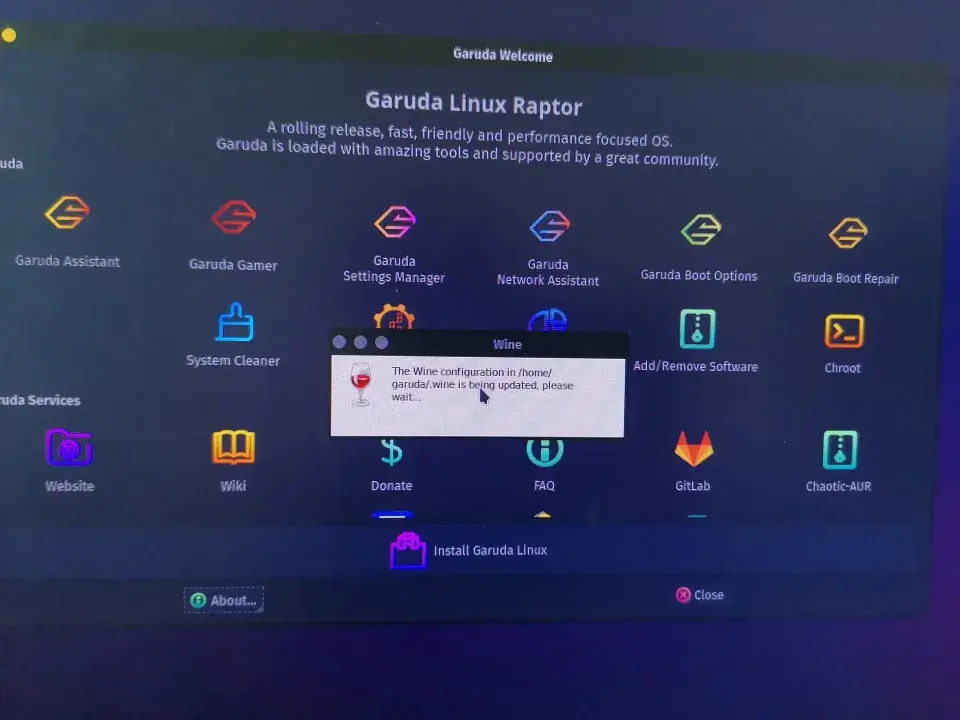 Garuda Welcome
Garuda Linux Raptor
A rolling release, fast, friendly and performance focused OS.
Garuda is loaded with amazing tools and supported by a great community.
uda
Garuda Assistant
Garuda Gamer
Garuda
Settings Manager
Garuda
Network Assistant
Garuda Boot Options
Garuda Boot Repair
System Cleaner
Add/Remove Software
Chroot
Wine
The Wine configuration in /home/
garuda/.wine is being updated, please
wait...
ruda Services
Website
Wiki
Donate
FAQ
GitLab
Chaotic-AUR
Install Garuda Linux
About...
Close